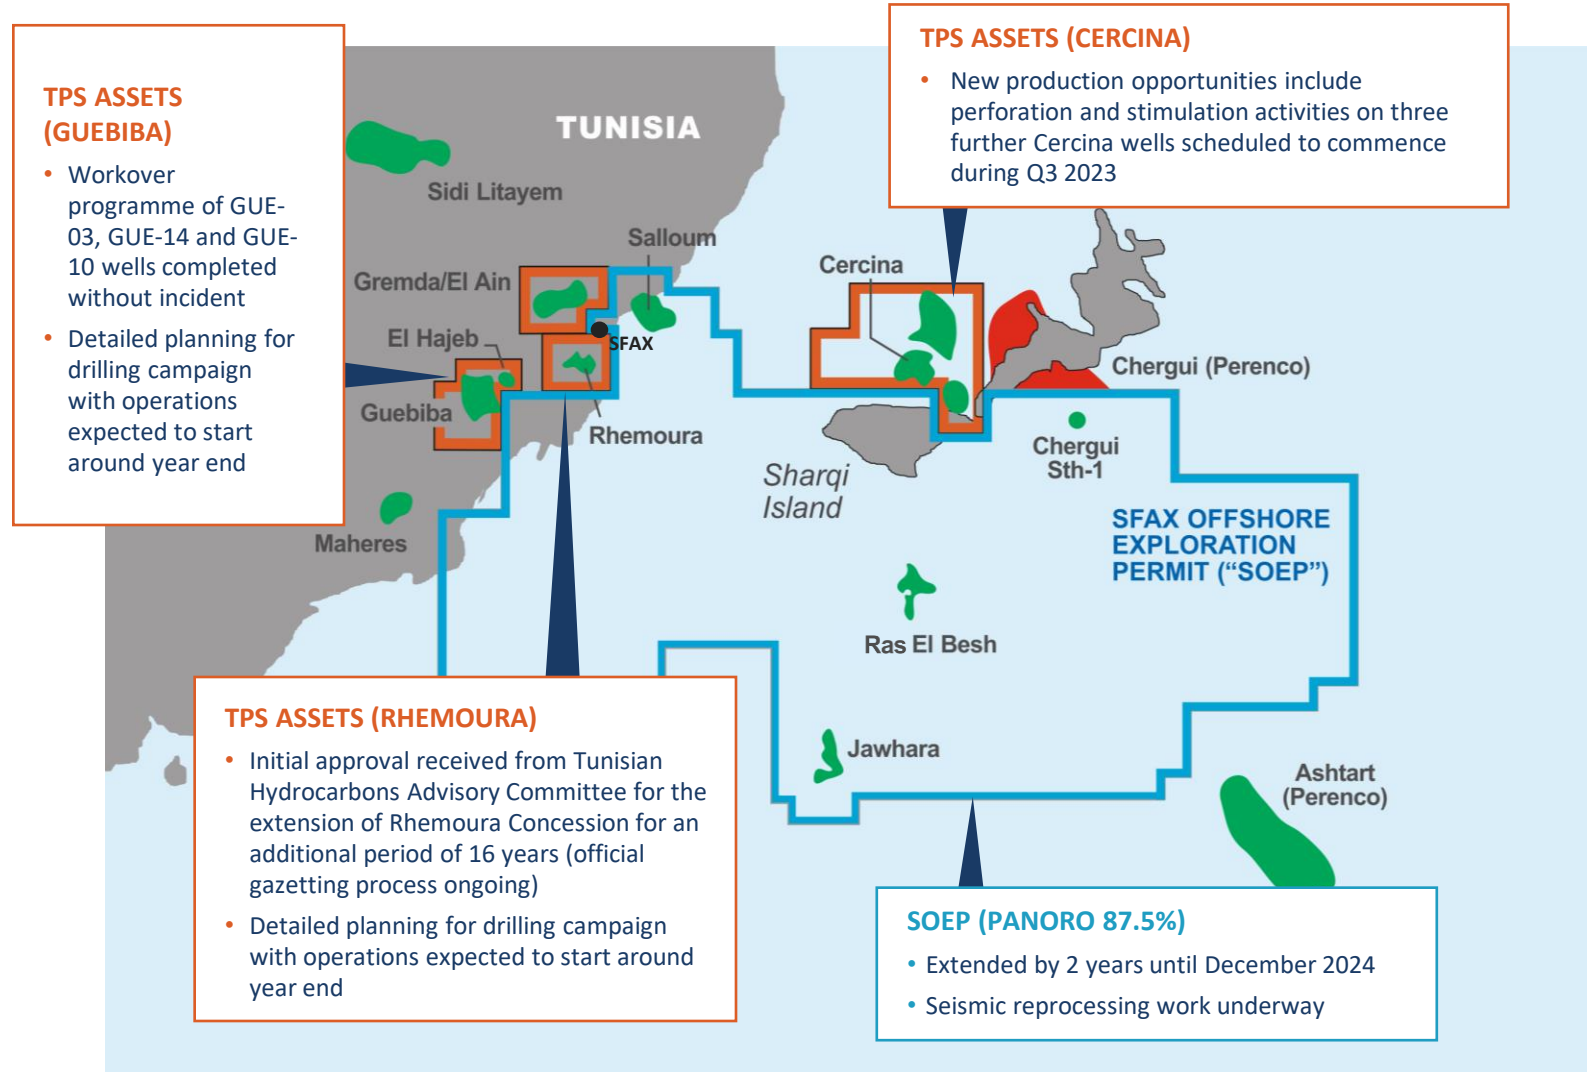 TPS ASSETS
(GUEBIBA)
• Workover
programme of GUE-
03, GUE-14 and GUE-
10 wells completed
without incident
• Detailed planning for
drilling campaign
with operations
expected to start
around year end
TPS ASSETS (CERCINA)
• New production opportunities include
perforation and stimulation activities on three
further Cercina wells scheduled to commence
during Q3 2023
TUNISIA
Sidi Litayem
Salloum
Gremda/El Ain
Cercina
El Hajeb
SFAX
Chergui (Perenco)
Guebiba
Rhemoura
Chergui
Sth-1
Sharqi
Island
Maheres
SFAX OFFSHORE
EXPLORATION
PERMIT (“SOEP”)
Ras El Besh
Jawhara
Ashtart
(Perenco)
TPS ASSETS (RHEMOURA)
• Initial approval received from Tunisian
Hydrocarbons Advisory Committee for the
extension of Rhemoura Concession for an
additional period of 16 years (official
gazetting process ongoing)
• Detailed planning for drilling campaign
with operations expected to start around
year end
SOEP (PANORO 87.5%)
• Extended by 2 years until December 2024
• Seismic reprocessing work underway